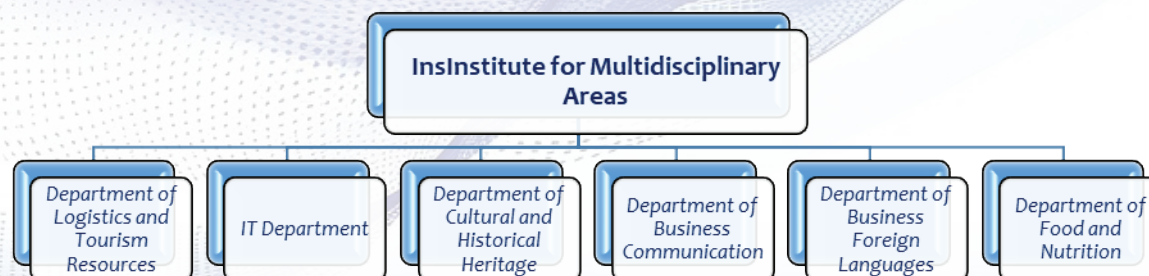 InsInstitute for Multidisciplinary
Areas
Department of
Logistics and
Tourism
Resources
IT Department
Department of
Cultural and
Historical
Heritage
Department of
Business
Communication
Department of
Business
Foreign
Languages
Department of
Food and
Nutrition